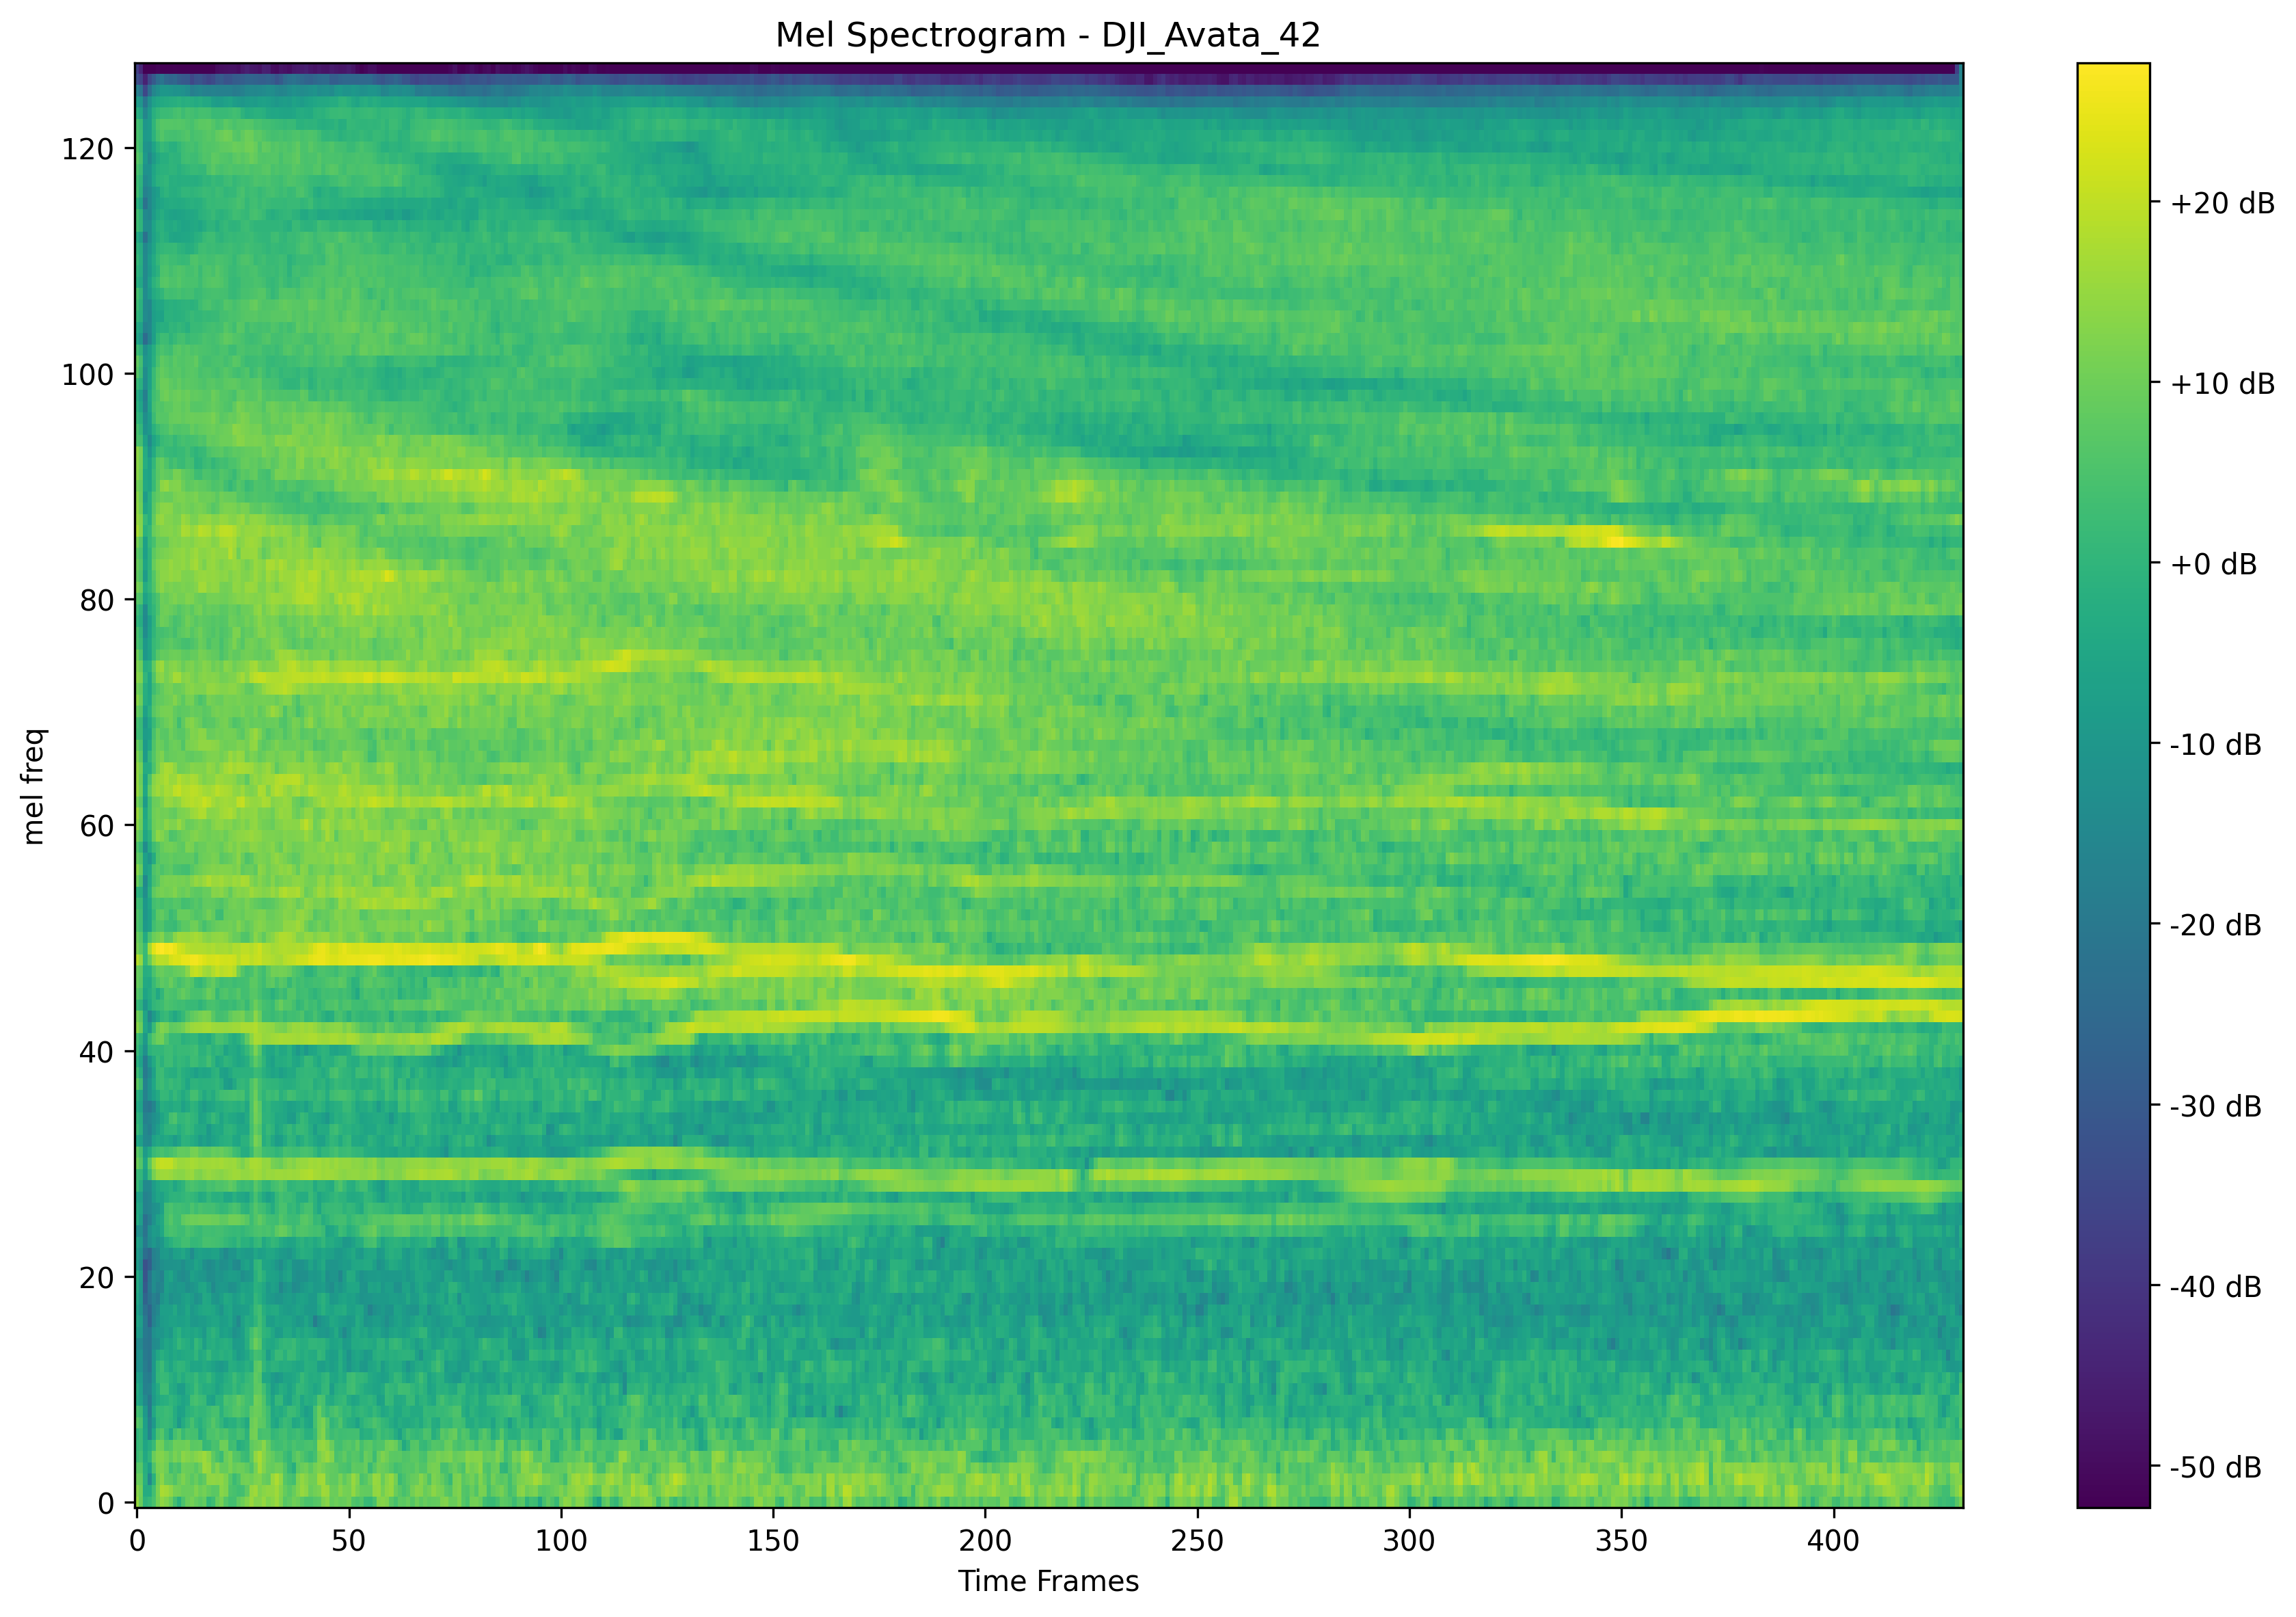 Mel Spectrogram - DJI_Avata_42
mel freq
120
100
80
60
40
20
0
0 50 100 150 200 250 300 350 400
Time Frames
+20 dB
+10 dB
+0 dB
-10 dB
-20 dB
-30 dB
-40 dB
-50 dB